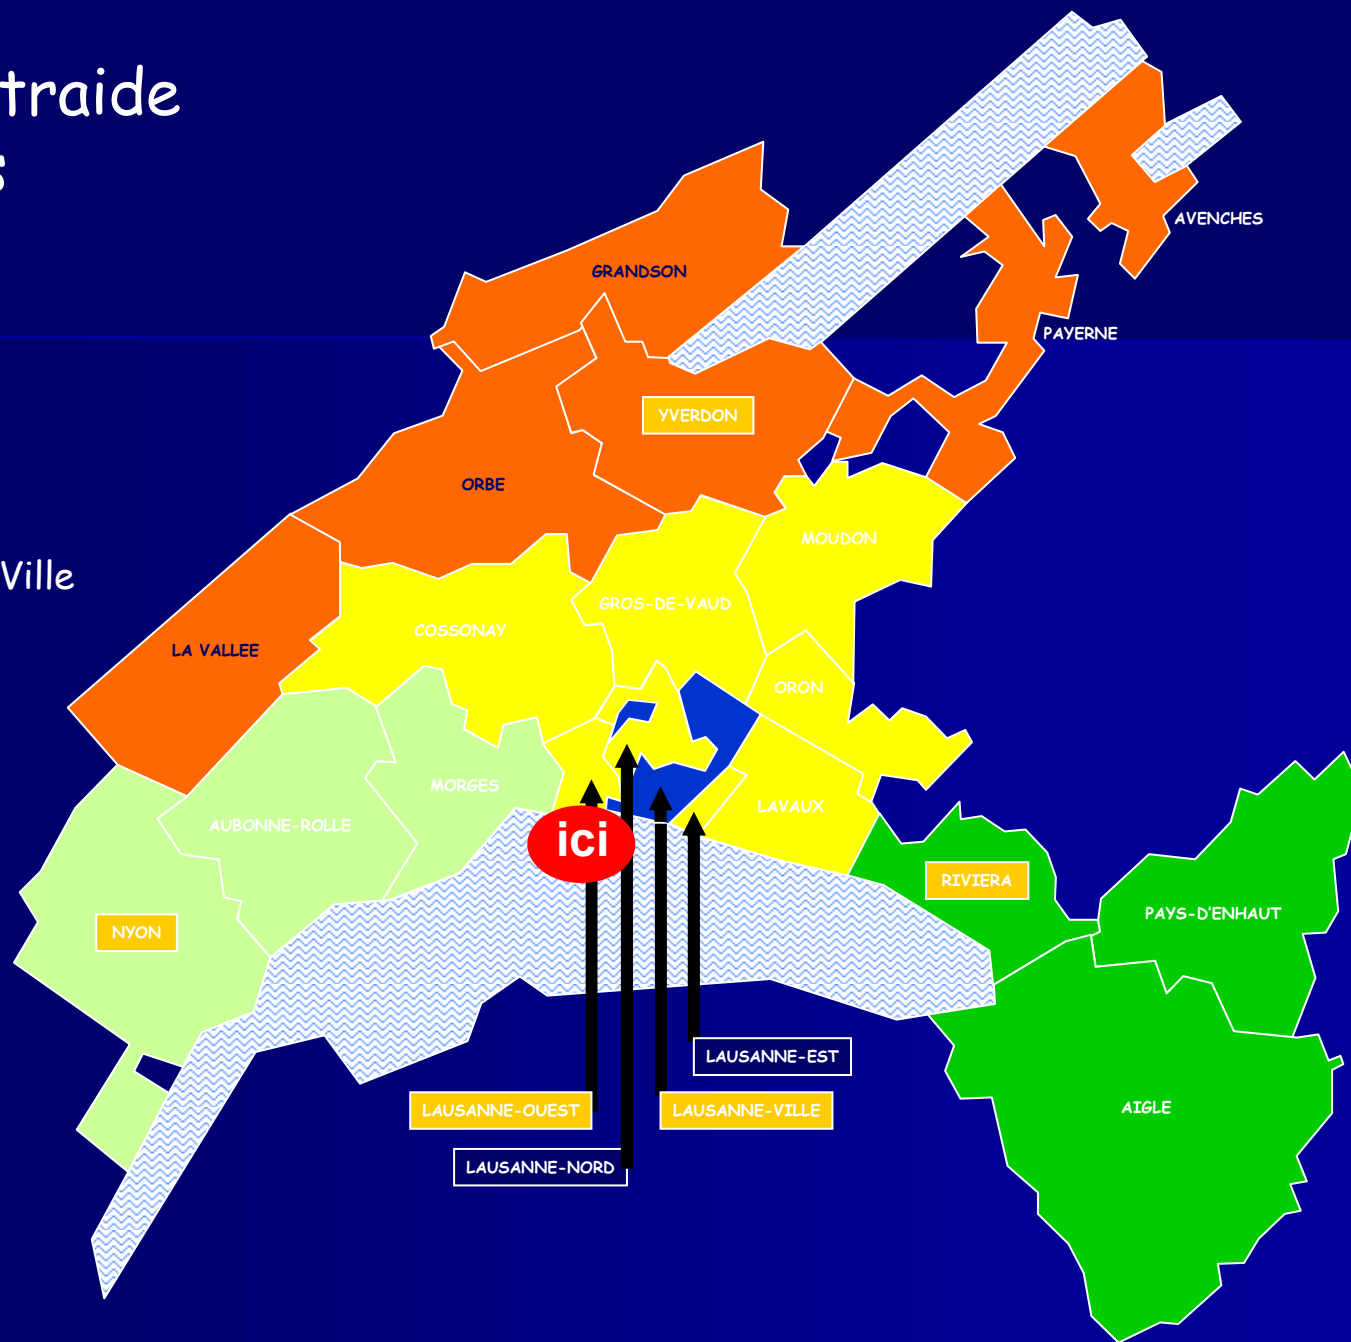 traide
s
AVENCHES
GRANDSON
PAYERNE
YVERDON
ORBE
MOUDON
Ville
GROS-DE-VAUD
COSSONAY
LA VALLEE
ORON
MORGES
LAVAUX
AUBONNE-ROLLE
ici
RIVIERA
PAYS-D'ENHAUT
NYON
LAUSANNE-EST
AIGLE
LAUSANNE-OUEST
LAUSANNE-VILLE
LAUSANNE-NORD